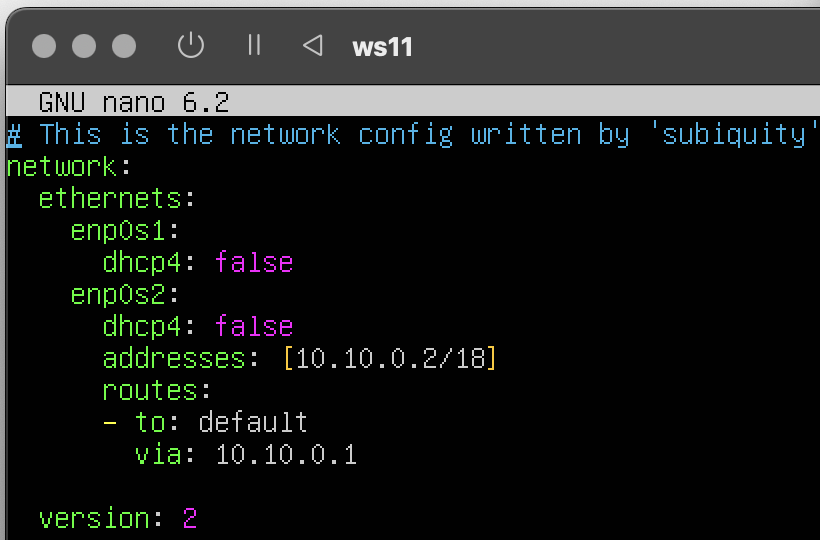 ws11
GNU nano 6.2
# This is the network config written by 'subiquity'
network:
  ethernets:
    enp0s1:
      dhcp4: false
    enp0s2:
      dhcp4: false
      addresses: [10.10.0.2/18]
      routes:
      - to: default
        via: 10.10.0.1
  version: 2